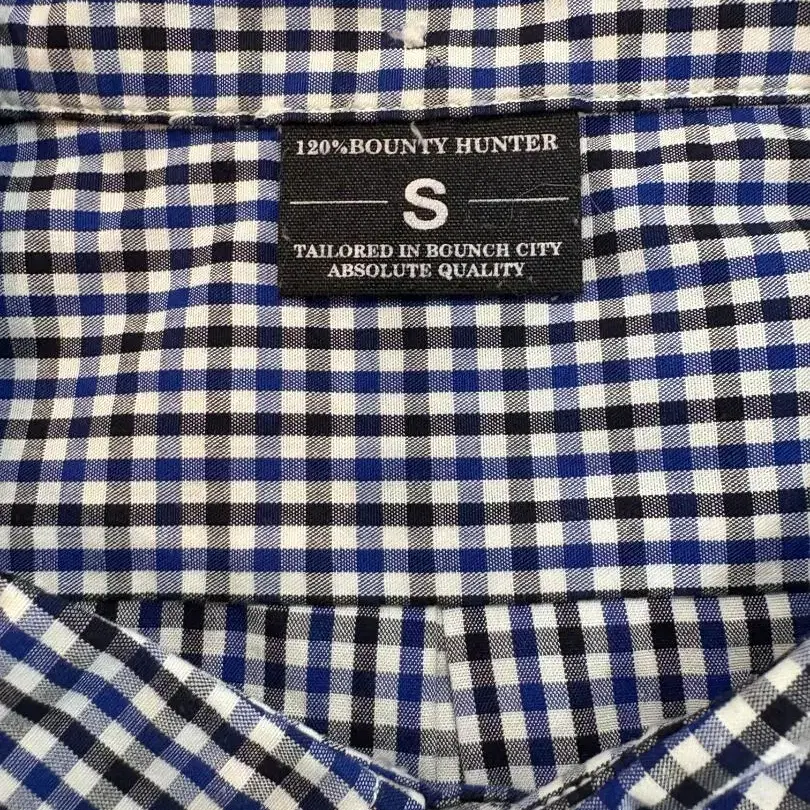 120%BOUNTY HUNTER
S
TAILORED IN BOUNCH CITY
ABSOLUTE QUALITY